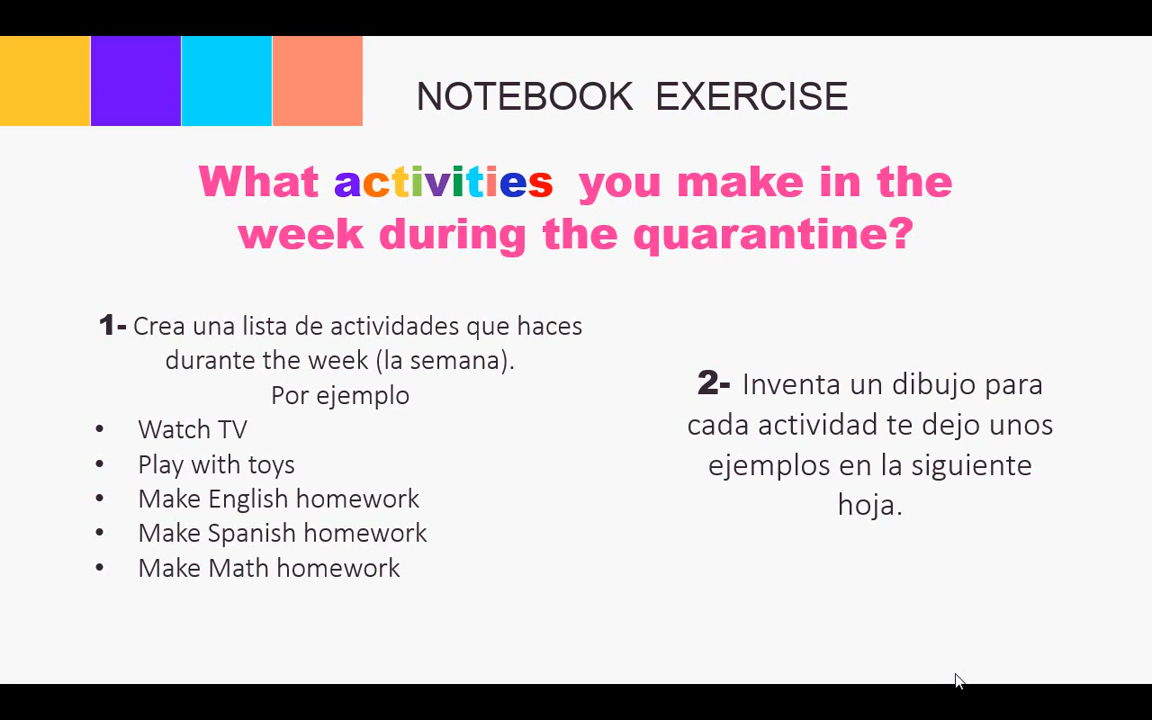 NOTEBOOK EXERCISE
What activities you make in the
week during the quarantine?
1- Crea una lista de actividades que haces
durante the week (la semana).
Por ejemplo
• Watch TV
• Play with toys
• Make English homework
• Make Spanish homework
• Make Math homework
2- Inventa un dibujo para
cada actividad te dejo unos
ejemplos en la siguiente
hoja.